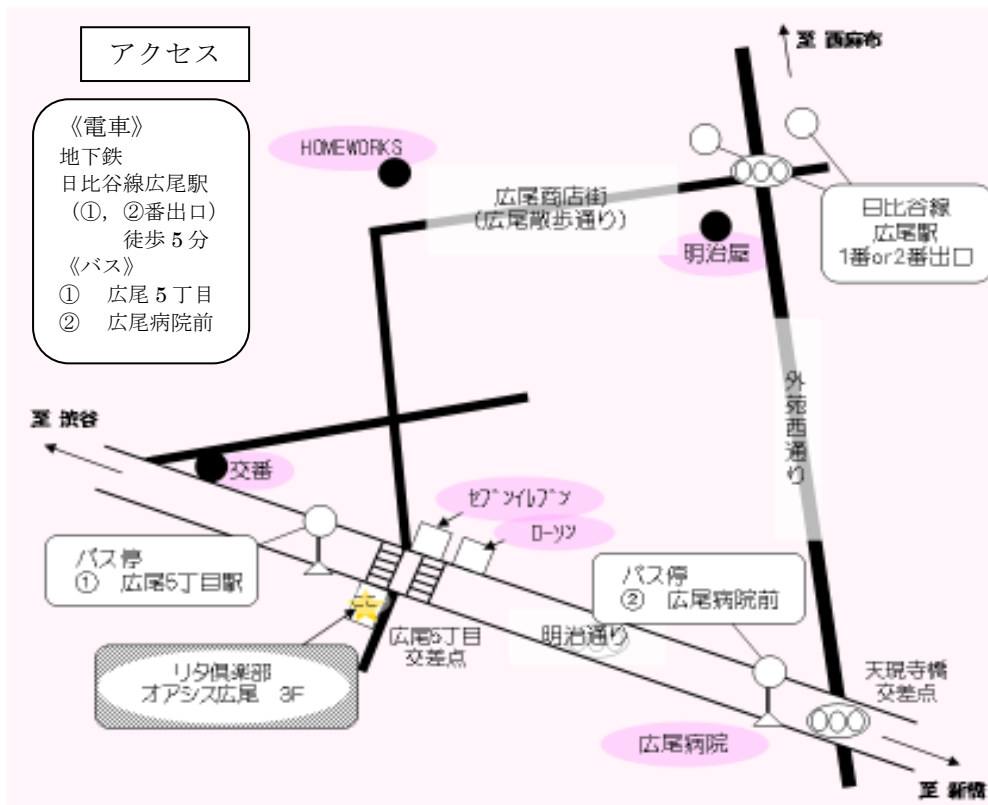 アクセス
《電車》
地下鉄
日比谷線広尾駅
(①,②番出口)
徒歩5分
《バス》
① 広尾5丁目
② 広尾病院前
至 西麻布
HOMEWORKS
広尾商店街
(広尾散歩通り)
明治屋
日比谷線
広尾駅
1番or2番出口
外苑西通り
至 渋谷
交番
ｾﾌﾞﾝｲﾚﾌﾞﾝ
ﾛｰｿﾝ
バス停
① 広尾5丁目駅
バス停
② 広尾病院前
広尾5丁目
交差点
明治通り
リタ倶楽部
オアシス広尾 3F
天現寺橋
交差点
広尾病院
至 新橋